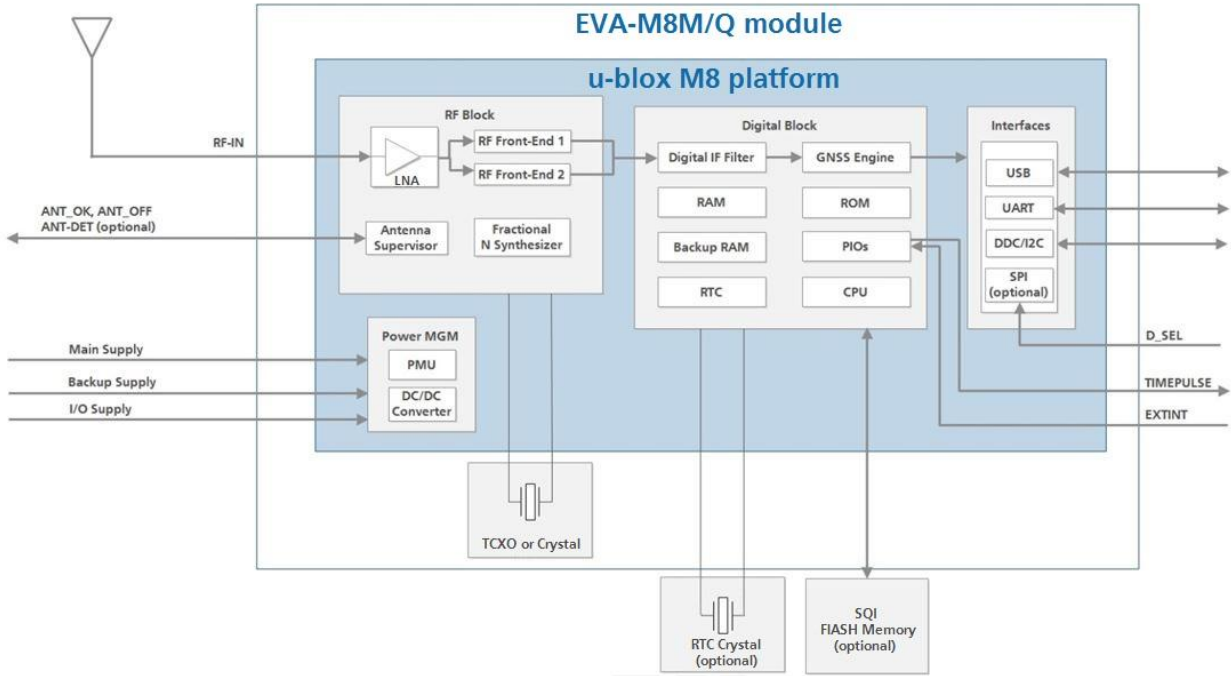 EVA-M8M/Q module
u-blox M8 platform
RF Block
RF-IN
LNA
RF Front-End 1
RF Front-End 2
ANT_OK, ANT_OFF
ANT-DET (optional)
Antenna
Supervisor
Fractional
N Synthesizer
Digital Block
Digital IF Filter
GNSS Engine
RAM
ROM
Backup RAM
PIOs
RTC
CPU
Interfaces
USB
UART
DDC/I2C
SPI
(optional)
Power MGM
PMU
DC/DC
Converter
Main Supply
Backup Supply
I/O Supply
D_SEL
TIMEPULSE
EXTINT
TCXO or Crystal
RTC Crystal
(optional)
SQI
FIASH Memory
(optional)